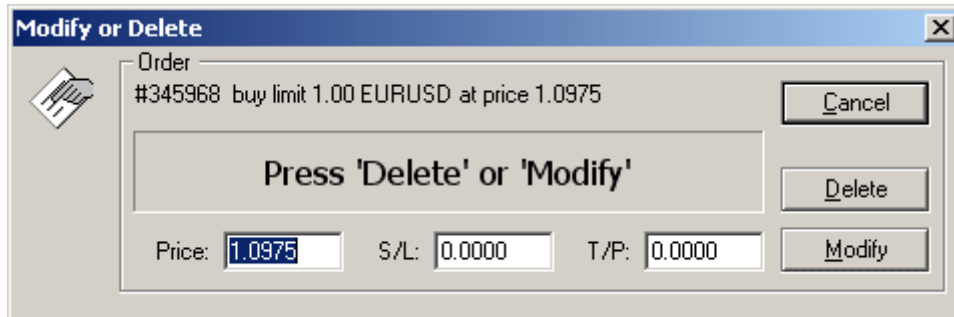 Modify or Delete
Order
#345968 buy limit 1.00 EURUSD at price 1.0975
Cancel
Press 'Delete' or 'Modify'
Delete
Price: 1.0975 S/L: 0.0000 T/P: 0.0000 Modify